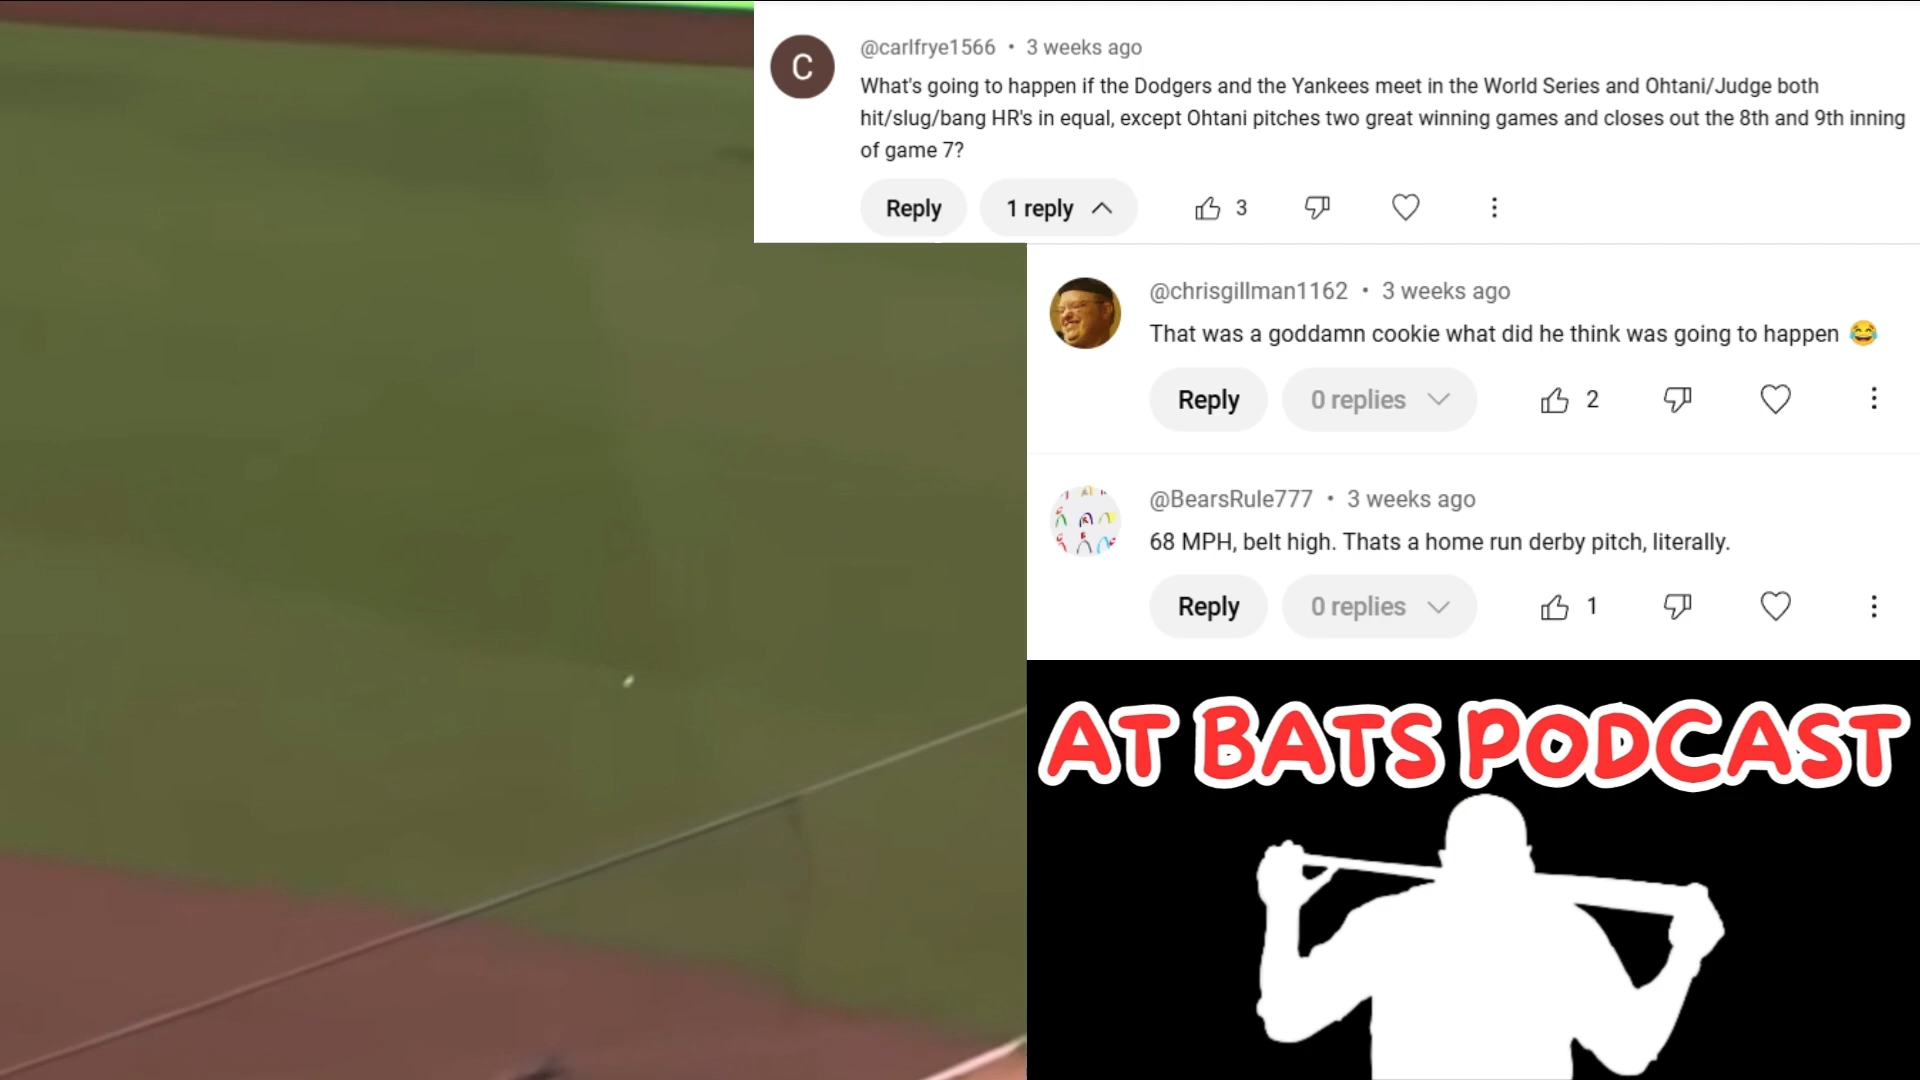 C
@carlfrye1566 • 3 weeks ago
What's going to happen if the Dodgers and the Yankees meet in the World Series and Ohtani/Judge both
hit/slug/bang HR's in equal, except Ohtani pitches two great winning games and closes out the 8th and 9th inning
of game 7?
Reply 1 reply 3
@chrisgillman1162 • 3 weeks ago
That was a goddamn cookie what did he think was going to happen 😂
Reply 0 replies 2
@BearsRule777 • 3 weeks ago
68 MPH, belt high. Thats a home run derby pitch, literally.
Reply 0 replies 1
AT BATS PODCAST